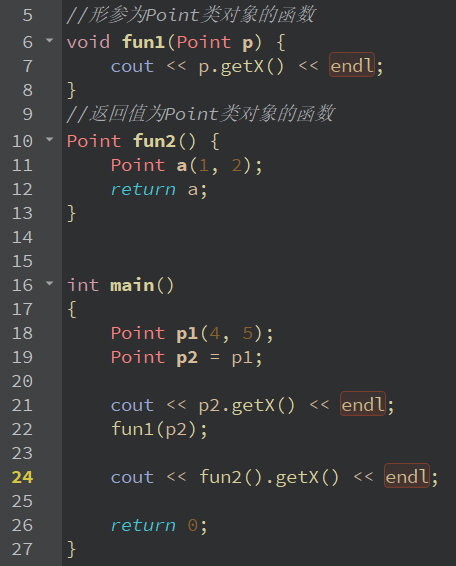 5 //形参为Point类对象的函数
6 void fun1(Point p) {
7 cout << p.getX() << endl;
8 }
9 //返回值为Point类对象的函数
10 Point fun2() {
11 Point a(1, 2);
12 return a;
13 }
14
15
16 int main()
17 {
18 Point p1(4, 5);
19 Point p2 = p1;
20
21 cout << p2.getX() << endl;
22 fun1(p2);
23
24 cout << fun2().getX() << endl;
25
26 return 0;
27 }